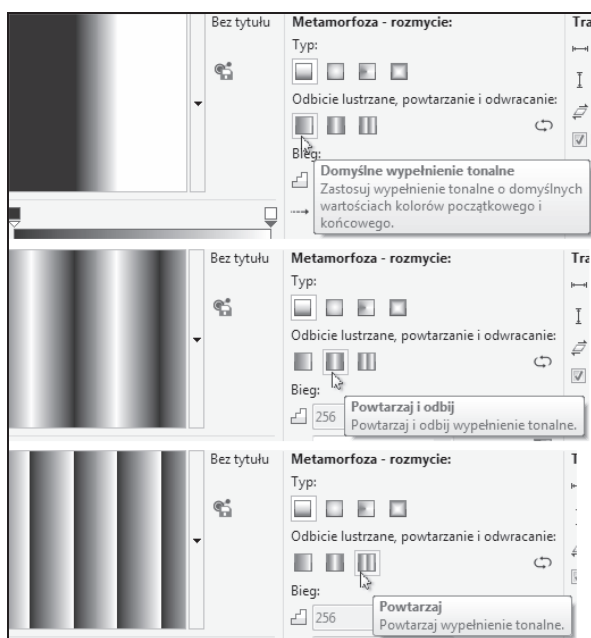 Bez tytułu
Metamorfoza - rozmycie:
Tra
Typ:
Odbicie lustrzane, powtarzanie i odwracanie:
Bieg:
Domyślne wypełnienie tonalne
Zastosuj wypełnienie tonalne o domyślnych
wartościach kolorów początkowego i
końcowego.
Bez tytułu
Metamorfoza - rozmycie:
Tra
Typ:
Odbicie lustrzane, powtarzanie i odwracanie:
Bieg:
256
Powtarzaj i odbij
Powtarzaj i odbij wypełnienie tonalne.
Bez tytułu
Metamorfoza - rozmycie:
T
Typ:
Odbicie lustrzane, powtarzanie i odwracanie:
Bieg:
256
Powtarzaj
Powtarzaj wypełnienie tonalne.